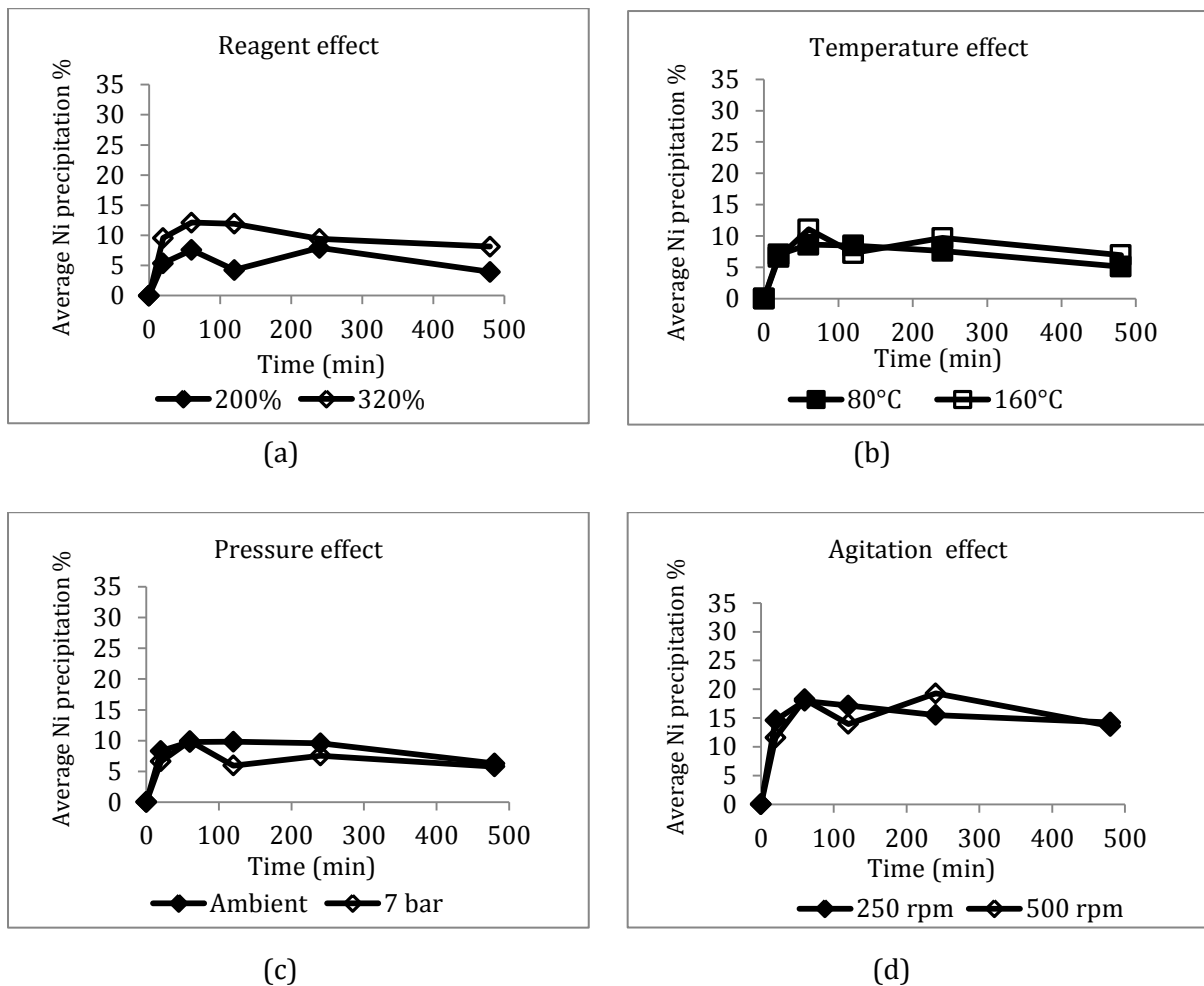 Reagent effect
Average Ni precipitation %
35
30
25
20
15
10
5
0
0 100 200 300 400 500
Time (min)
200% 320%
(a)
Temperature effect
Average Ni precipitation %
35
30
25
20
15
10
5
0
0 100 200 300 400 500
Time (min)
80°C 160°C
(b)
Pressure effect
Average Ni precipitation %
35
30
25
20
15
10
5
0
0 100 200 300 400 500
Time (min)
Ambient 7 bar
(c)
Agitation effect
Average Ni precipitation %
35
30
25
20
15
10
5
0
0 100 200 300 400 500
Time (min)
250 rpm 500 rpm
(d)